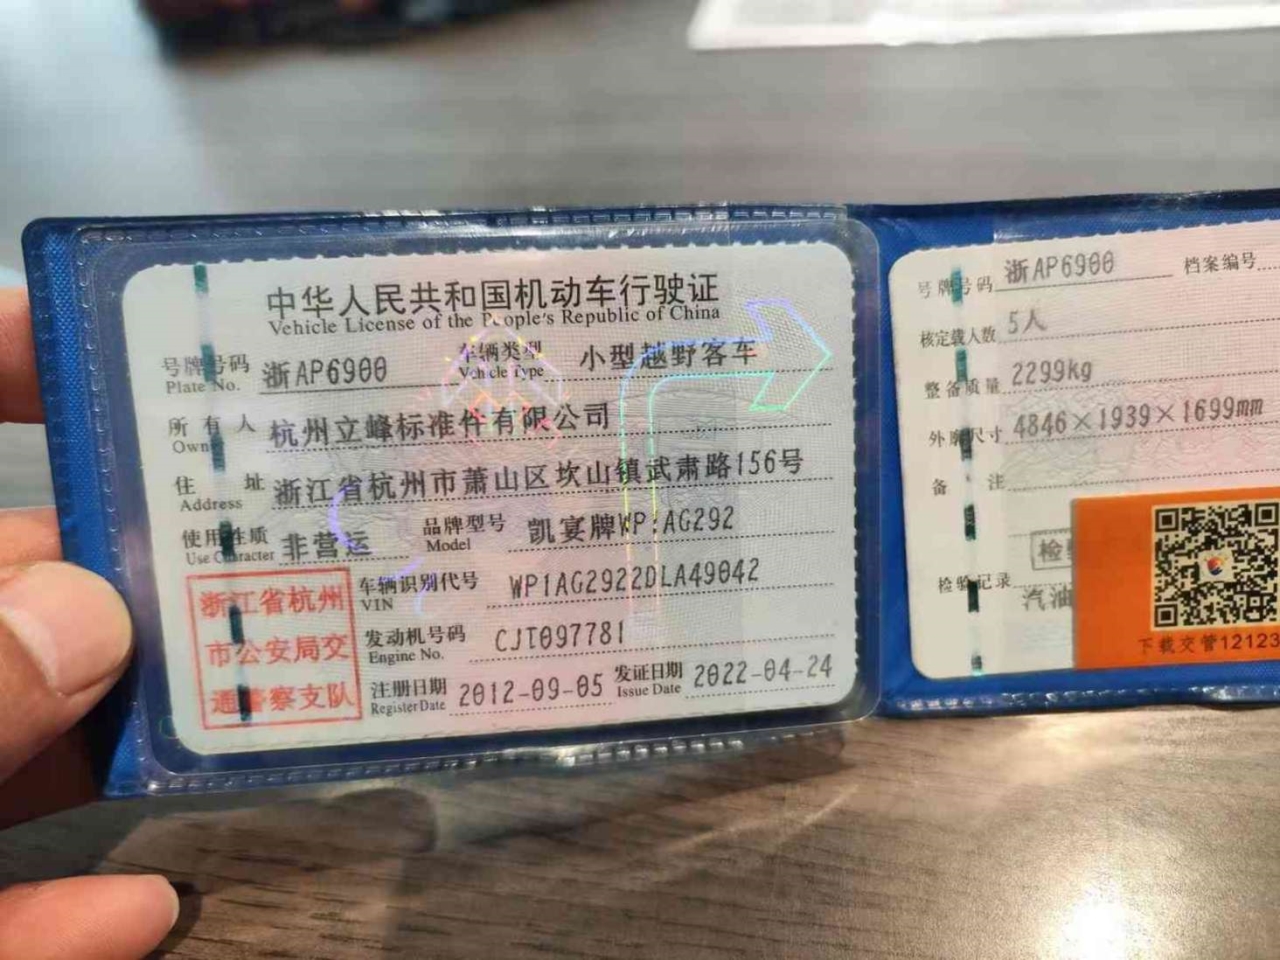 中华人民共和国机动车行驶证
Vehicle License of the People's Republic of China
号牌号码 Plate No. 浙AP6900 车辆类型 Vehicle Type 小型越野客车
所有人 Owner 杭州立峰标准件有限公司
住址 Address 浙江省杭州市萧山区坎山镇武肃路156号
使用性质 Use Character 非营运 品牌型号 Model 凯宴牌WP1AG292
车辆识别代号 VIN WP1AG2922DLA49042
发动机号码 Engine No. CJT097781
注册日期 Register Date 2012-09-05 发证日期 Issue Date 2022-04-24
浙江省杭州
市公安局交
通警察支队
号牌号码 浙AP6900 档案编号
核定载人数 5人
整备质量 2299kg
外廓尺寸 4846×1939×1699mm
备注
检验记录
汽油
下载交管12123